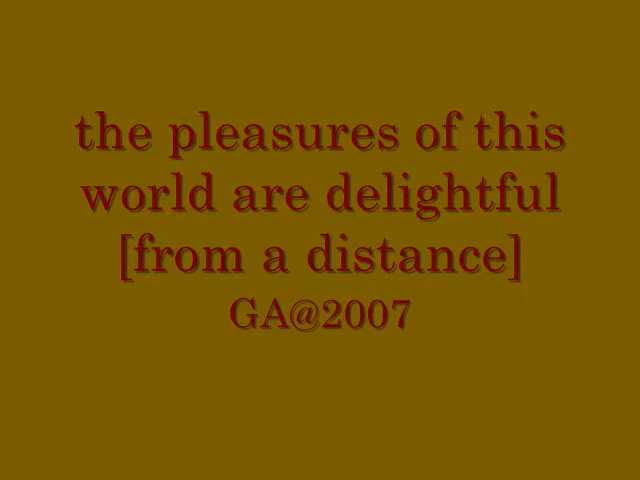 the pleasures of this
world are delightful
[from a distance]
GA@2007